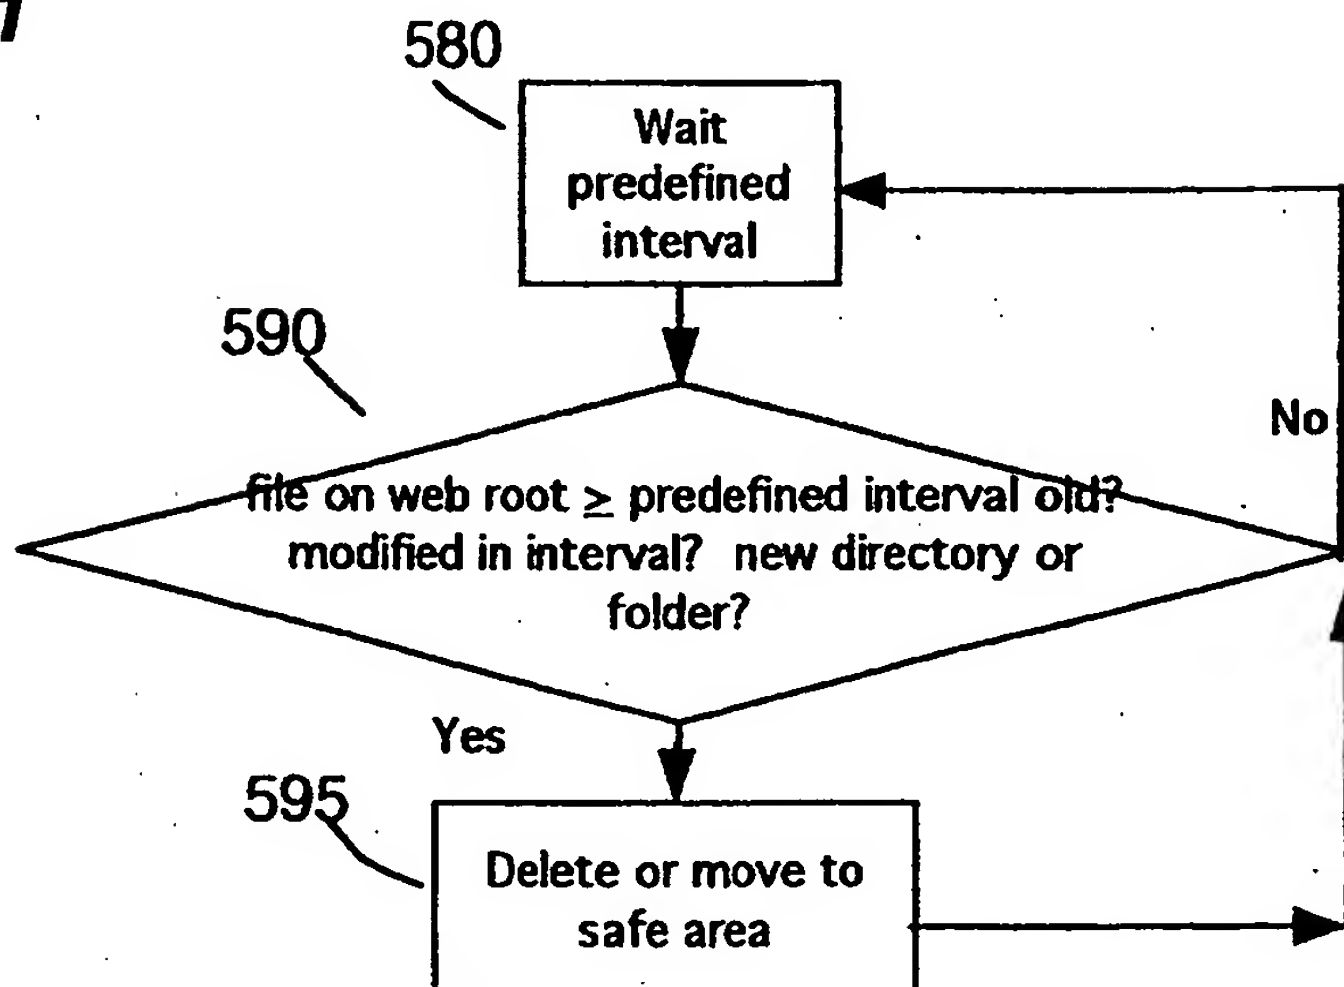 580
Wait
predefined
interval
590
No
file on web root ≥ predefined interval old?
modified in interval? new directory or
folder?
Yes
595
Delete or move to
safe area